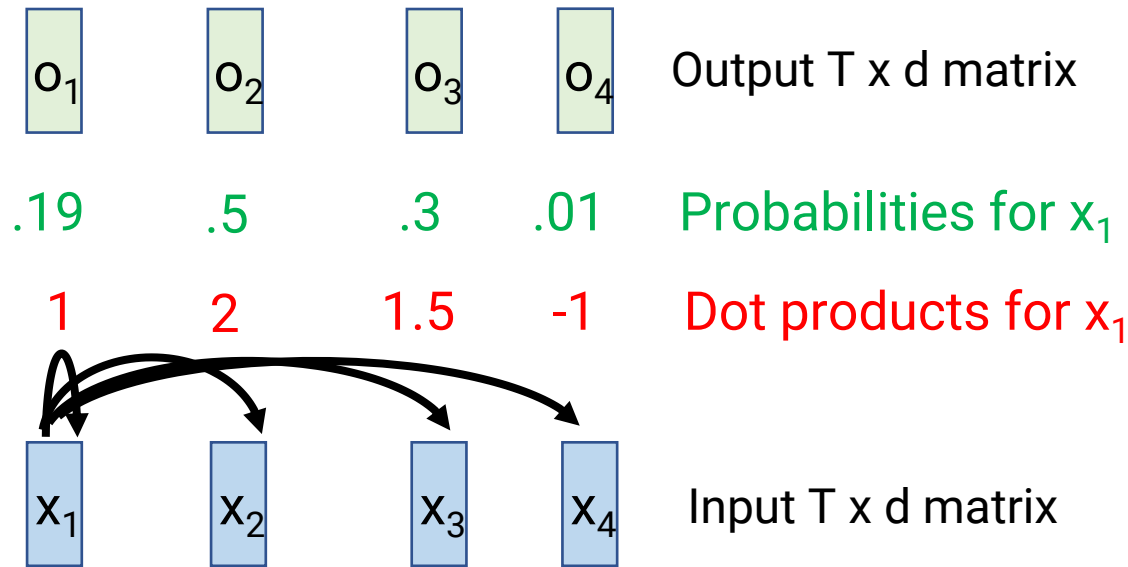 o₁ o₂ o₃ o₄ Output T x d matrix
.19 .5 .3 .01 Probabilities for x₁
1 2 1.5 -1 Dot products for x₁
x₁ x₂ x₃ x₄ Input T x d matrix